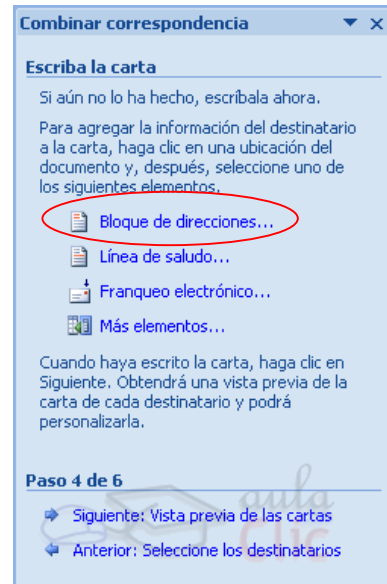 Combinar correspondencia
Escriba la carta
Si aún no lo ha hecho, escríbala ahora.
Para agregar la información del destinatario
a la carta, haga clic en una ubicación del
documento y, después, seleccione uno de
los siguientes elementos.
Bloque de direcciones...
Línea de saludo...
Franqueo electrónico...
Más elementos...
Cuando haya escrito la carta, haga clic en
Siguiente. Obtendrá una vista previa de la
carta de cada destinatario y podrá
personalizarla.
Paso 4 de 6
aula
Clic
Siguiente: Vista previa de las cartas
Anterior: Seleccione los destinatarios